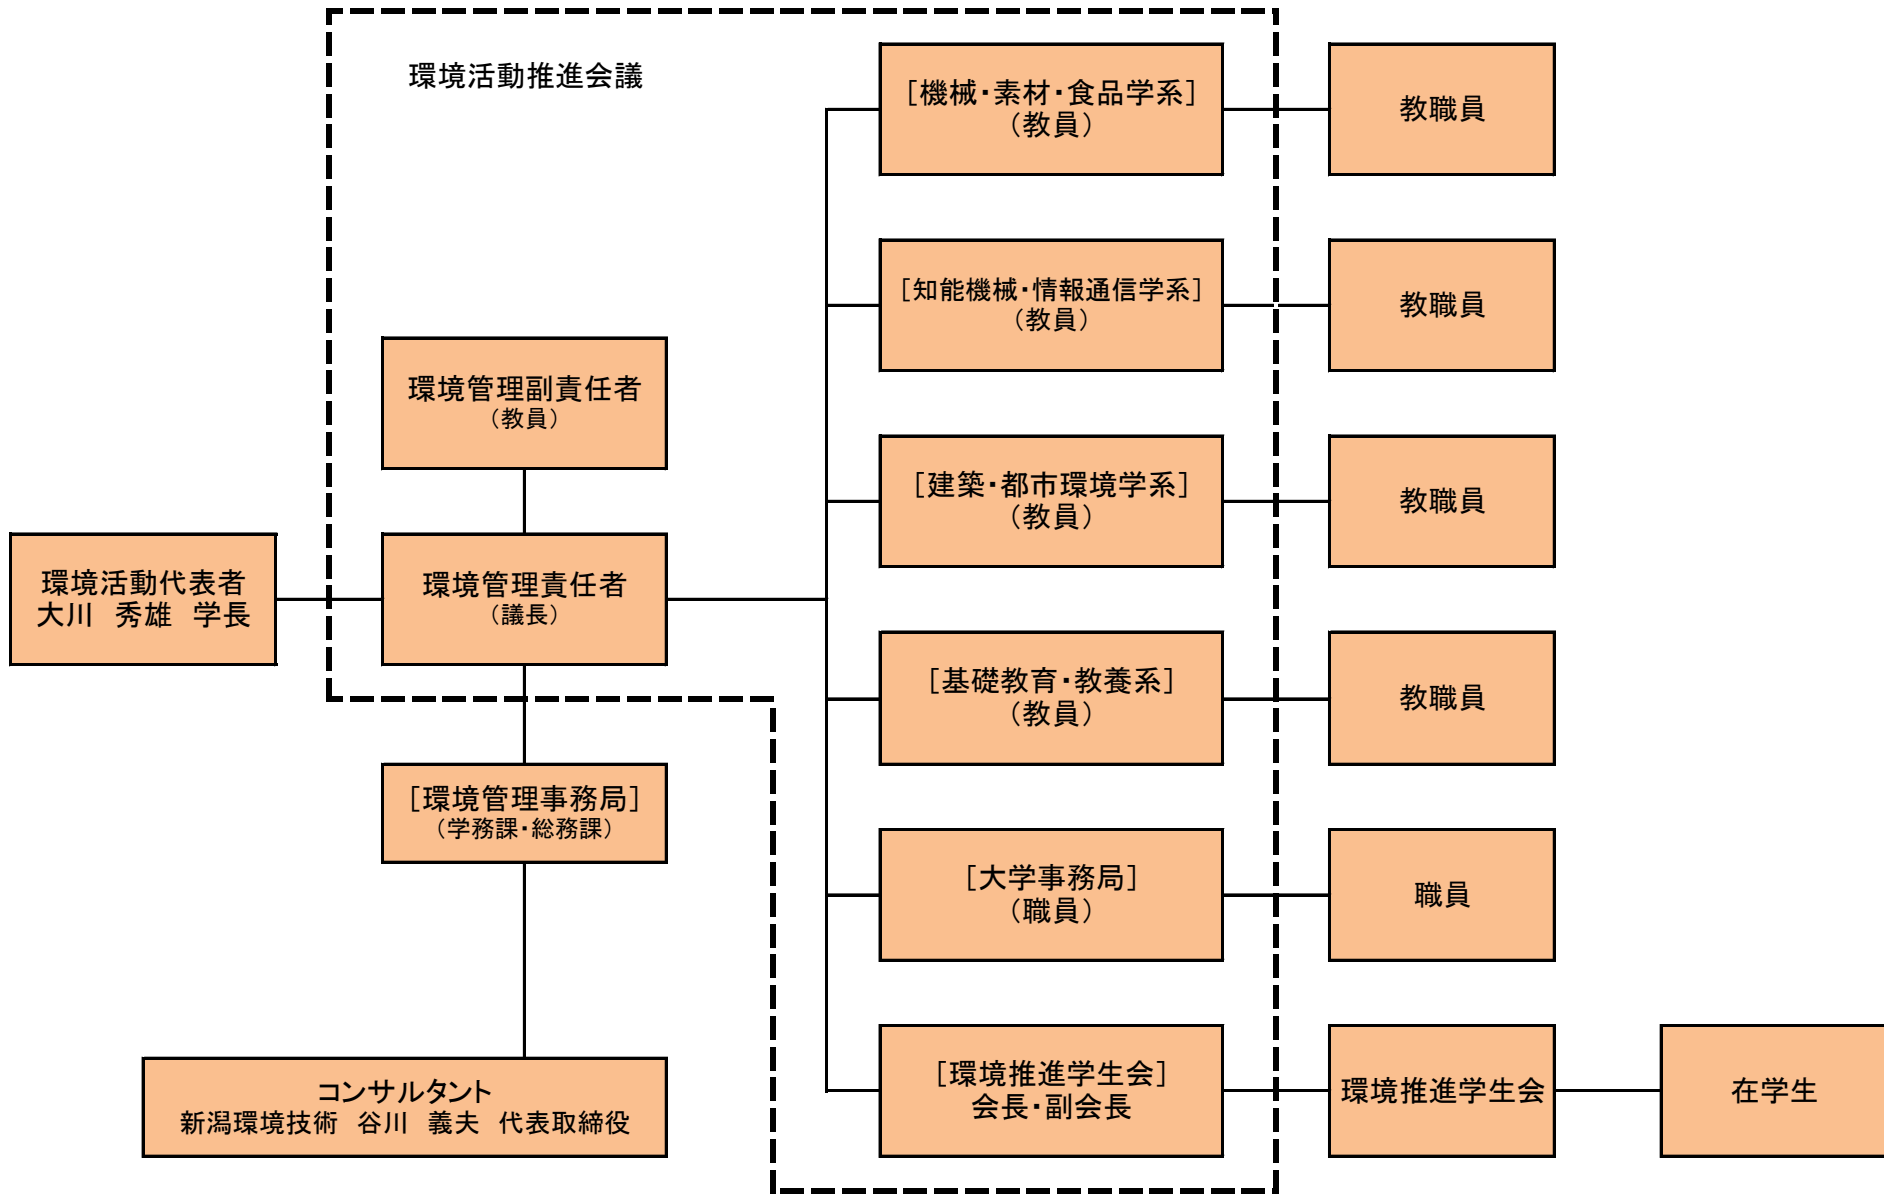 環境活動推進会議
[機械・素材・食品学系]
(教員)
教職員
[知能機械・情報通信学系]
(教員)
教職員
環境管理副責任者
(教員)
[建築・都市環境学系]
(教員)
教職員
環境活動代表者
大川　秀雄　学長
環境管理責任者
(議長)
[基礎教育・教養系]
(教員)
教職員
[環境管理事務局]
(学務課・総務課)
[大学事務局]
(職員)
職員
コンサルタント
新潟環境技術　谷川　義夫　代表取締役
[環境推進学生会]
会長・副会長
環境推進学生会
在学生